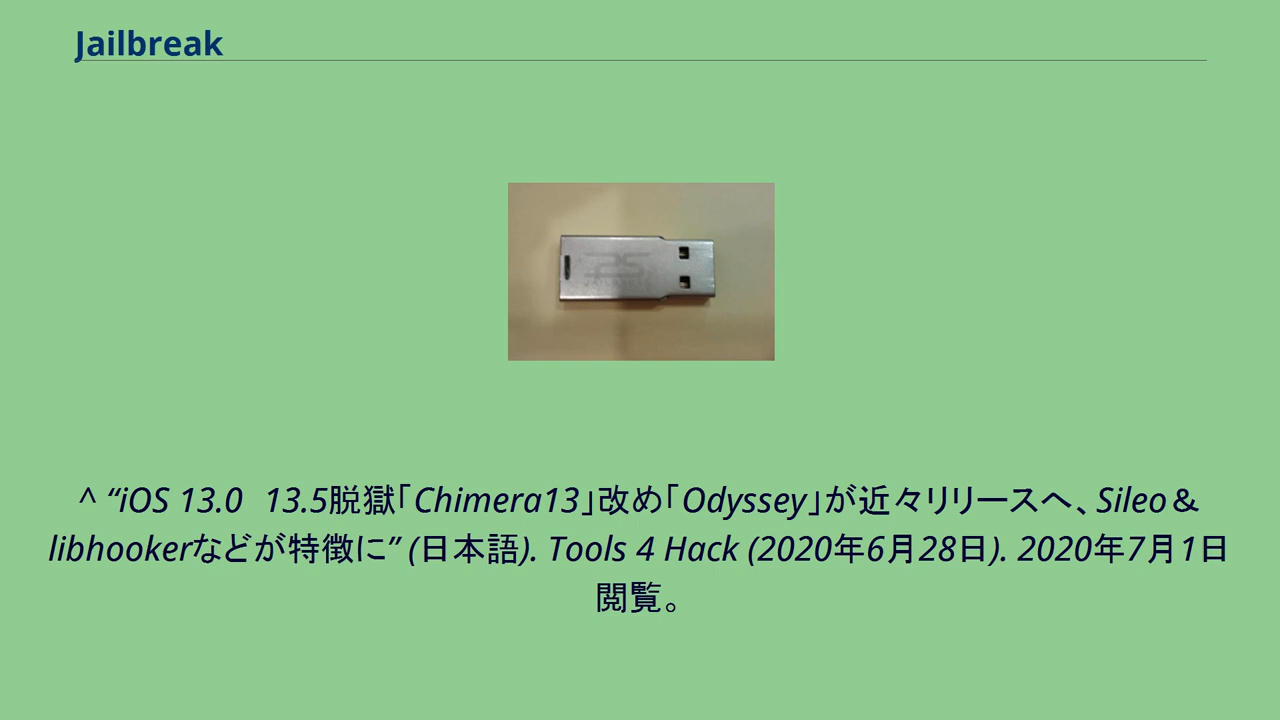 Jailbreak
^ “iOS 13.0 13.5脱獄「Chimera13」改め「Odyssey」が近々リリースへ、Sileo＆
libhookerなどが特徴に” (日本語). Tools 4 Hack (2020年6月28日). 2020年7月1日
閲覧。